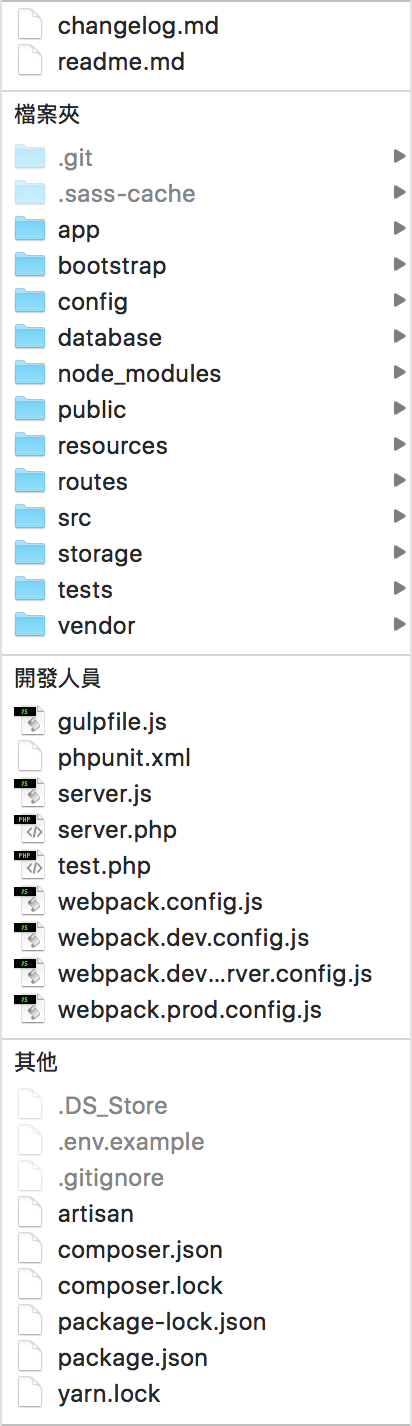 changelog.md
readme.md
檔案夾
.git
.sass-cache
app
bootstrap
config
database
node_modules
public
resources
routes
src
storage
tests
vendor
開發人員
JS gulpfile.js
phpunit.xml
JS server.js
PHP server.php
PHP test.php
JS webpack.config.js
JS webpack.dev.config.js
JS webpack.dev...rver.config.js
JS webpack.prod.config.js
其他
.DS_Store
.env.example
.gitignore
artisan
composer.json
composer.lock
package-lock.json
package.json
yarn.lock